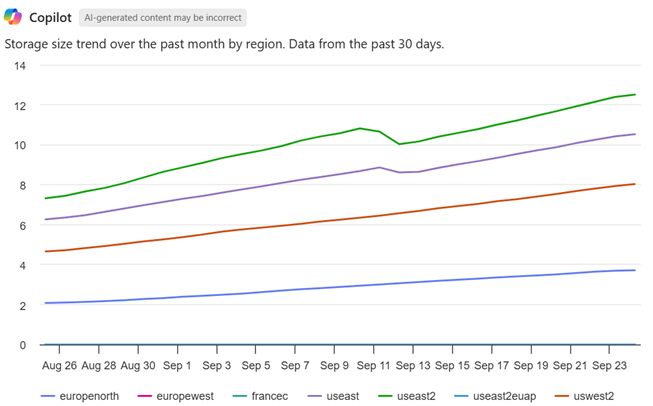 Copilot AI-generated content may be incorrect
Storage size trend over the past month by region. Data from the past 30 days.
14
12
10
8
6
4
2
0
Aug 26 Aug 28 Aug 30 Sep 1 Sep 3 Sep 5 Sep 7 Sep 9 Sep 11 Sep 13 Sep 15 Sep 17 Sep 19 Sep 21 Sep 23
europenorth europewest francec useast useast2 useast2euap uswest2